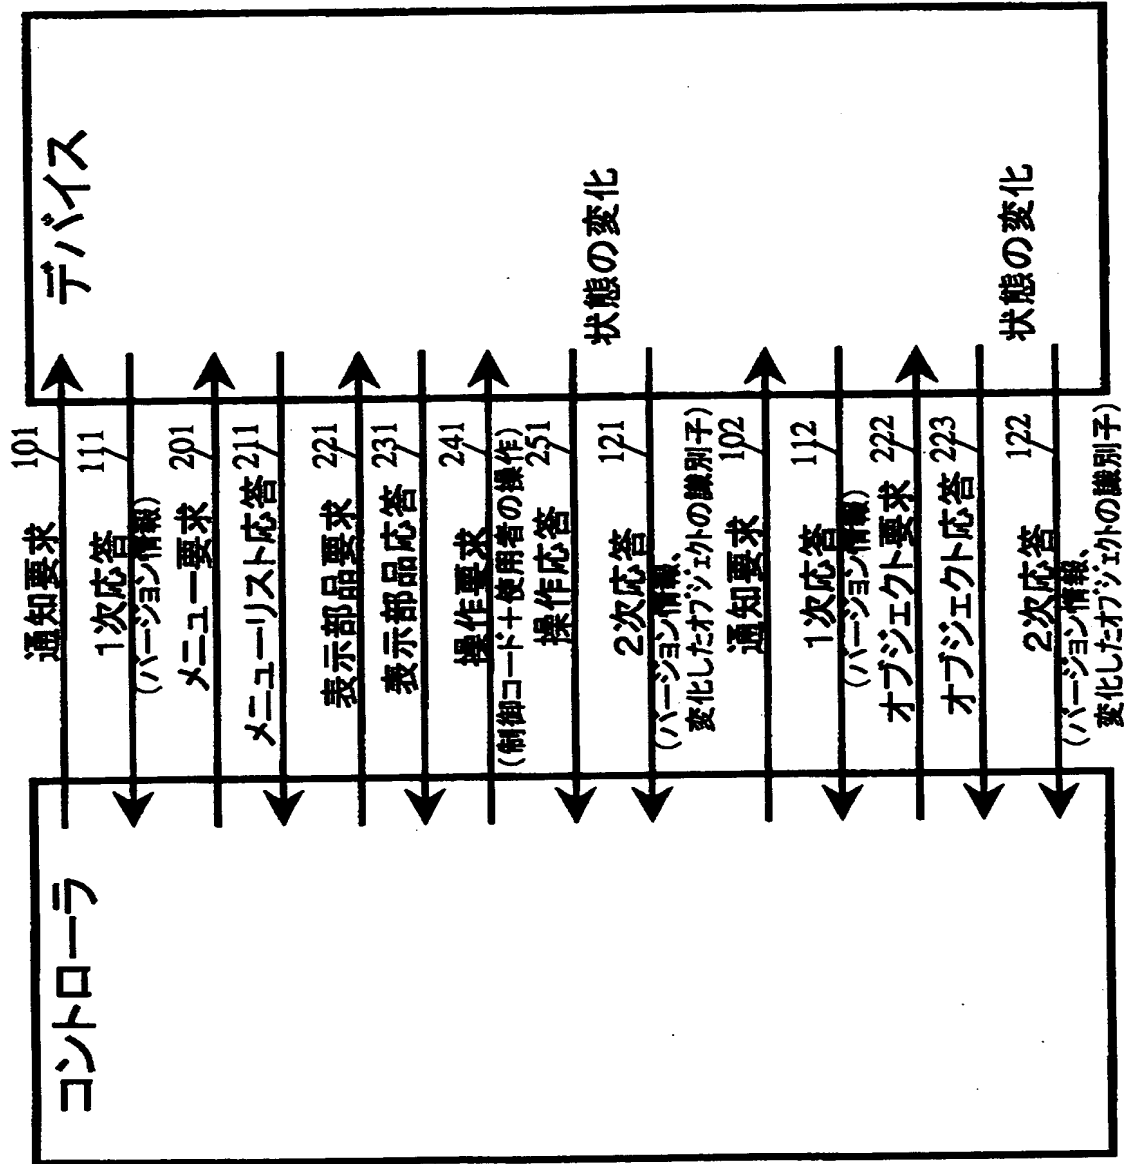 コントローラ
デバイス
通知要求
101
1次応答
111
(バージョン情報)
メニュー要求
201
メニューリスト応答
211
表示部品要求
221
表示部品応答
231
操作要求
241
(制御コード+使用者の操作)
操作応答
251
状態の変化
2次応答
121
(バージョン情報、
変化したオブジェクトの識別子)
通知要求
102
1次応答
112
(バージョン情報)
オブジェクト要求
222
オブジェクト応答
223
状態の変化
2次応答
122
(バージョン情報、
変化したオブジェクトの識別子)